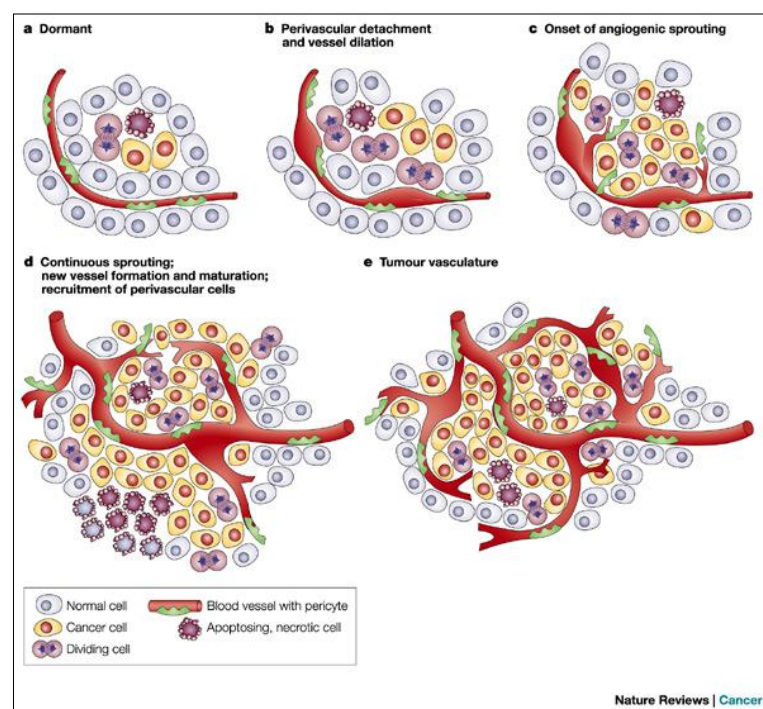 a Dormant
b Perivascular detachment
and vessel dilation
c Onset of angiogenic sprouting
d Continuous sprouting;
new vessel formation and maturation;
recruitment of perivascular cells
e Tumour vasculature
Normal cell
Cancer cell
Dividing cell
Blood vessel with pericyte
Apoptosing, necrotic cell
Nature Reviews | Cancer